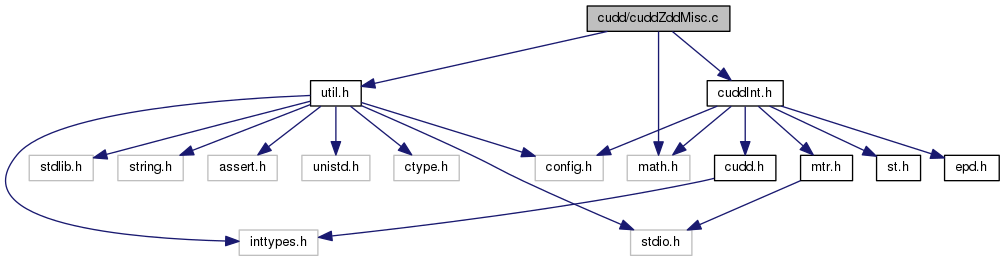 cudd/cuddZddMisc.c
util.h
cuddInt.h
stdlib.h
string.h
assert.h
unistd.h
ctype.h
config.h
math.h
cudd.h
mtr.h
st.h
epd.h
inttypes.h
stdio.h